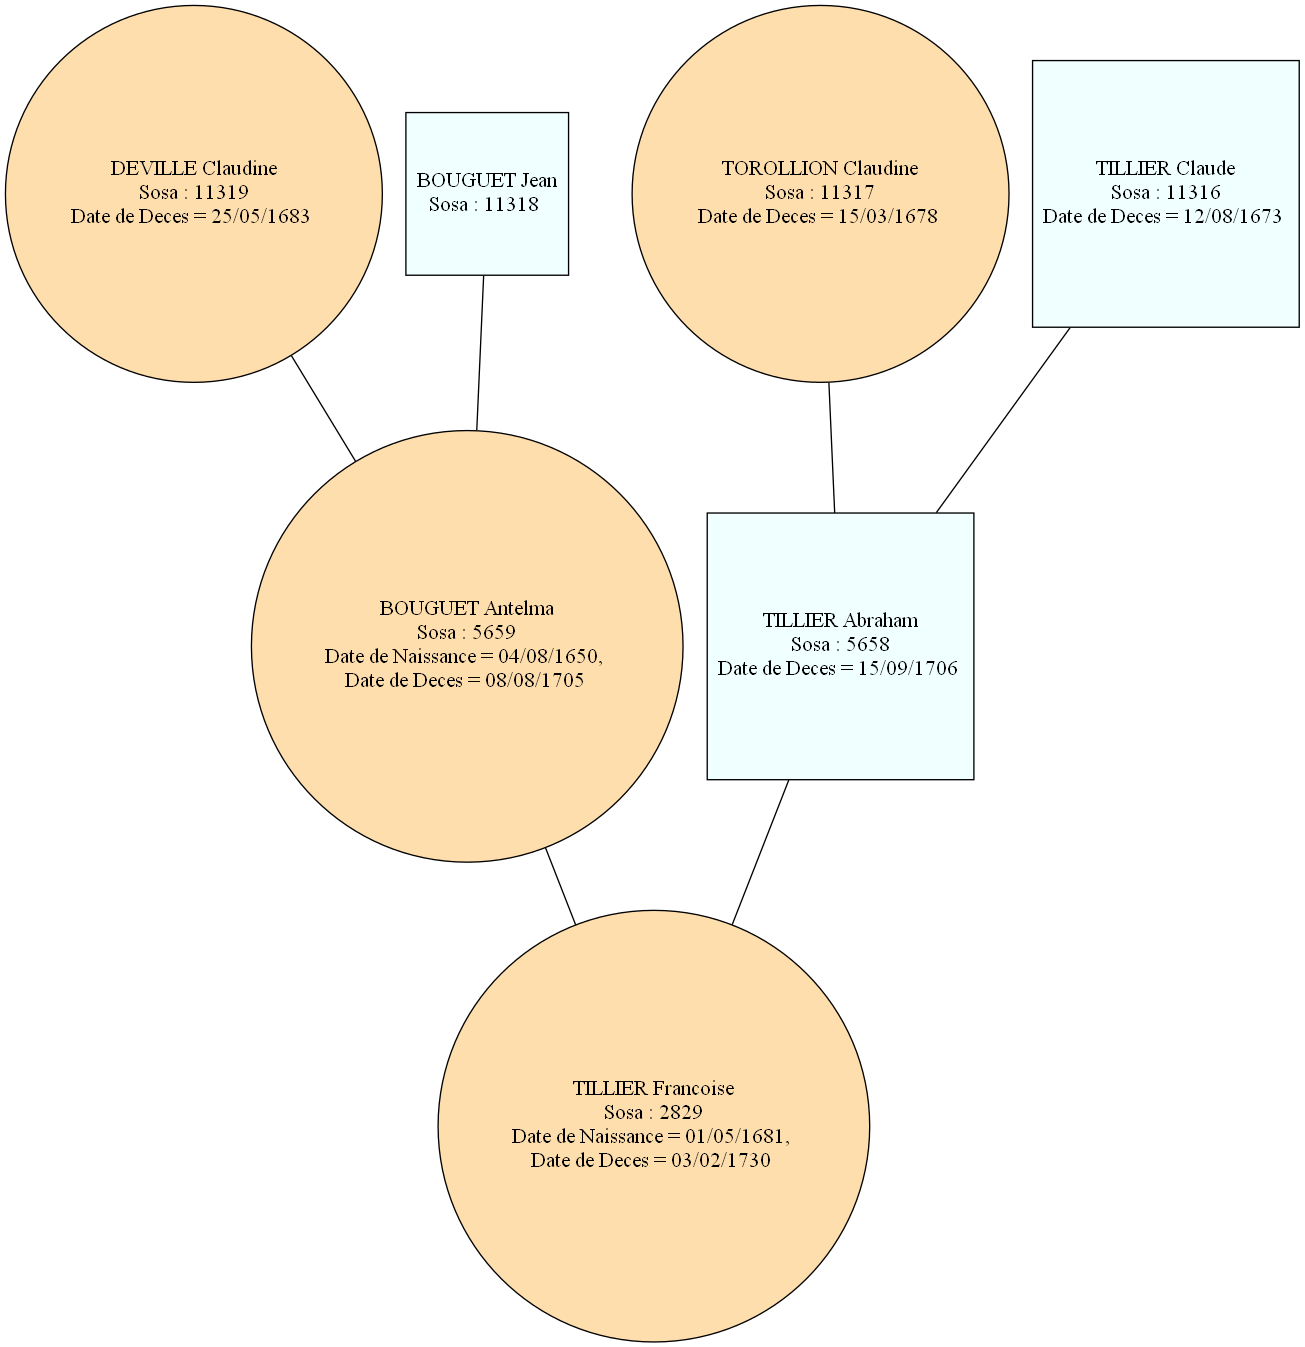 DEVILLE Claudine
Sosa : 11319
Date de Deces = 25/05/1683
BOUGUET Jean
Sosa : 11318
TOROLLION Claudine
Sosa : 11317
Date de Deces = 15/03/1678
TILLIER Claude
Sosa : 11316
Date de Deces = 12/08/1673
BOUGUET Antelma
Sosa : 5659
Date de Naissance = 04/08/1650,
Date de Deces = 08/08/1705
TILLIER Abraham
Sosa : 5658
Date de Deces = 15/09/1706
TILLIER Francoise
Sosa : 2829
Date de Naissance = 01/05/1681,
Date de Deces = 03/02/1730